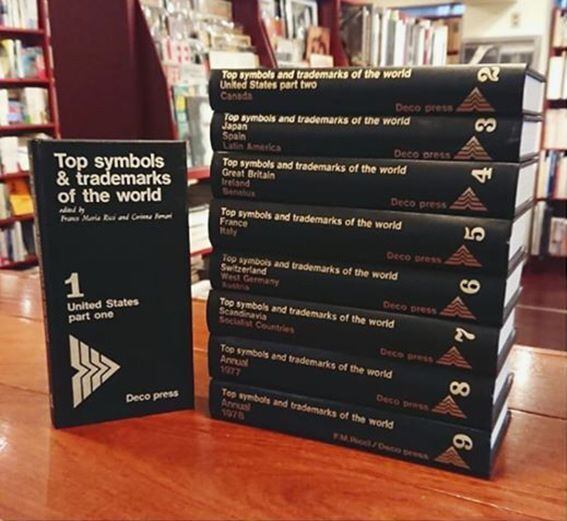 Top symbols
& trademarks
of the world
edited by
Franco Maria Ricci and Corinna Ferrari
1
United States
part one
Deco press
Top symbols and trademarks of the world
United States part two
Canada
Deco press
2
Top symbols and trademarks of the world
Japan
Spain
Latin America
Deco press
3
Top symbols and trademarks of the world
Great Britain
Ireland
Benelux
Deco press
4
Top symbols and trademarks of the world
France
Italy
Deco press
5
Top symbols and trademarks of the world
Switzerland
West Germany
Austria
Deco press
6
Top symbols and trademarks of the world
Scandinavia
Socialist Countries
Deco press
7
Top symbols and trademarks of the world
Annual
1977
Deco press
8
Top symbols and trademarks of the world
Annual
1978
F.M.Ricci/Deco press
9